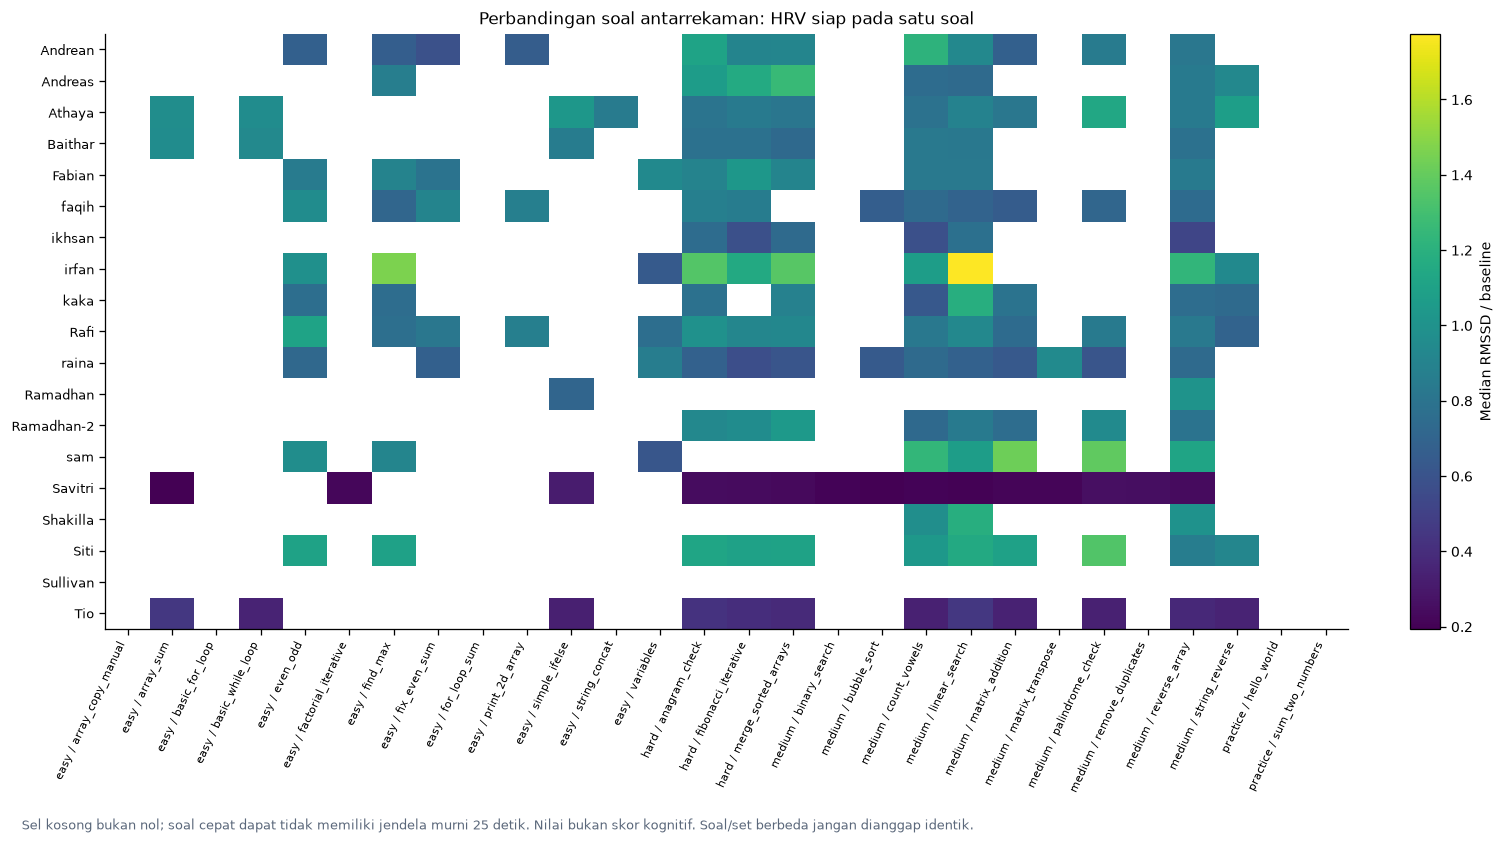 Perbandingan soal antarrekaman: HRV siap pada satu soal
Andrean
Andreas
Athaya
Baithar
Fabian
faqih
ikhsan
irfan
kaka
Rafi
raina
Ramadhan
Ramadhan-2
sam
Savitri
Shakilla
Siti
Sullivan
Tio
easy / array_copy_manual
easy / array_sum
easy / basic_for_loop
easy / basic_while_loop
easy / even_odd
easy / factorial_iterative
easy / find_max
easy / fix_even_sum
easy / for_loop_sum
easy / print_2d_array
easy / simple_ifelse
easy / string_concat
easy / variables
hard / anagram_check
hard / fibonacci_iterative
hard / merge_sorted_arrays
medium / binary_search
medium / bubble_sort
medium / count_vowels
medium / linear_search
medium / matrix_addition
medium / matrix_transpose
medium / palindrome_check
medium / remove_duplicates
medium / reverse_array
medium / string_reverse
practice / hello_world
practice / sum_two_numbers
1.6
1.4
1.2
1.0
0.8
0.6
0.4
0.2
Median RMSSD / baseline
Sel kosong bukan nol; soal cepat dapat tidak memiliki jendela murni 25 detik. Nilai bukan skor kognitif. Soal/set berbeda jangan dianggap identik.